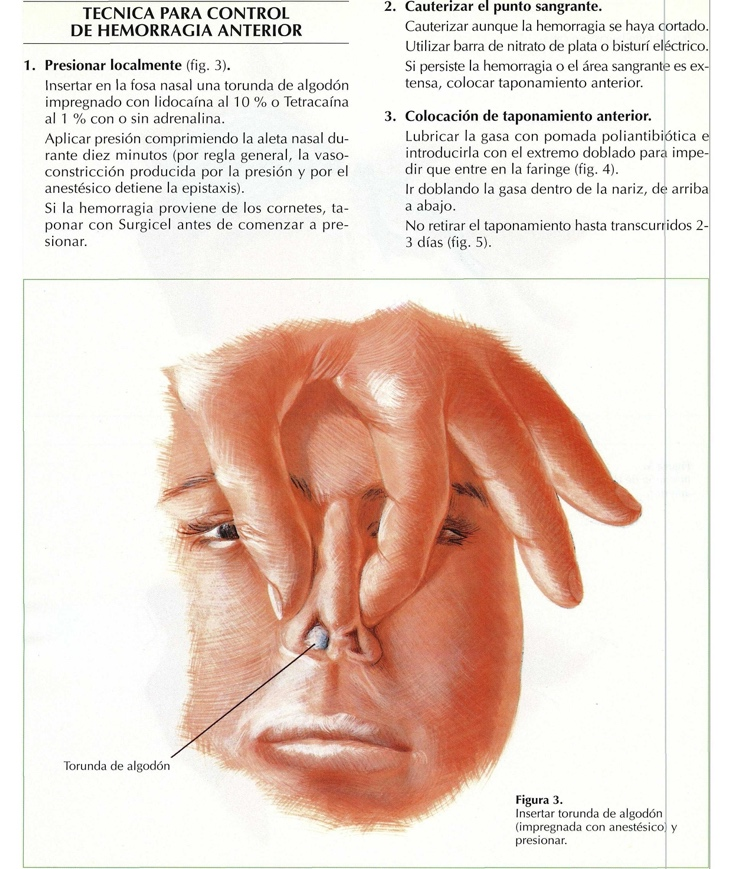 TECNICA PARA CONTROL
DE HEMORRAGIA ANTERIOR
1. Presionar localmente (fig. 3).
Insertar en la fosa nasal una torunda de algodón
impregnado con lidocaína al 10 % o Tetracaína
al 1 % con o sin adrenalina.
Aplicar presión comprimiendo la aleta nasal du-
rante diez minutos (por regla general, la vaso-
constricción producida por la presión y por el
anestésico detiene la epistaxis).
Si la hemorragia proviene de los cornetes, ta-
ponar con Surgicel antes de comenzar a pre-
sionar.
2. Cauterizar el punto sangrante.
Cauterizar aunque la hemorragia se haya cortado.
Utilizar barra de nitrato de plata o bisturí eléctrico.
Si persiste la hemorragia o el área sangrante es ex-
tensa, colocar taponamiento anterior.
3. Colocación de taponamiento anterior.
Lubricar la gasa con pomada poliantibiótica e
introducirla con el extremo doblado para impe-
dir que entre en la faringe (fig. 4).
Ir doblando la gasa dentro de la nariz, de arriba
a abajo.
No retirar el taponamiento hasta transcurridos 2-
3 días (fig. 5).
Torunda de algodón
Figura 3.
Insertar torunda de algodón
(impregnada con anestésico) y
presionar.